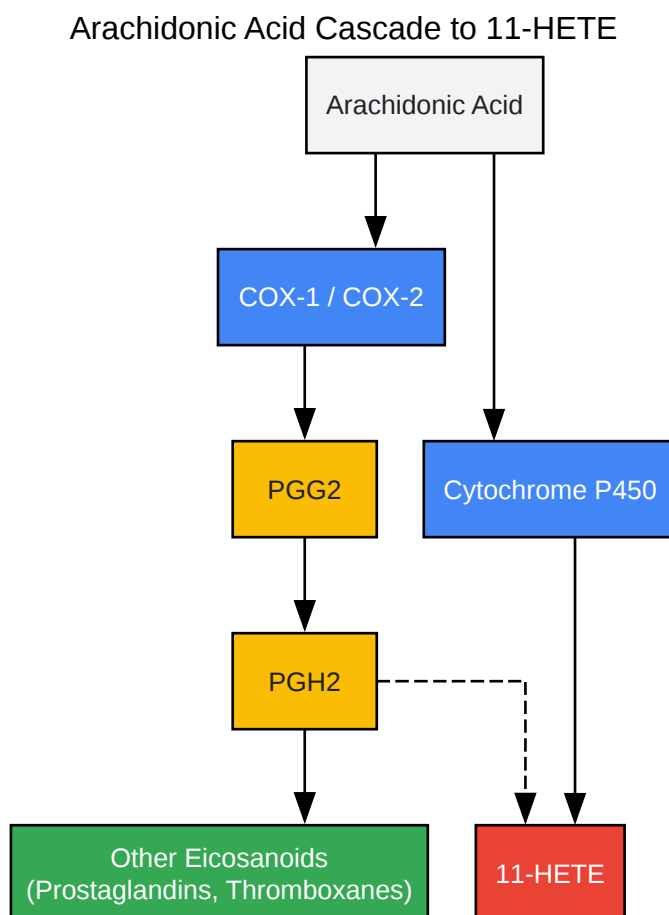 Arachidonic Acid Cascade to 11-HETE
Arachidonic Acid
COX-1 / COX-2
PGG2
Cytochrome P450
PGH2
Other Eicosanoids
(Prostaglandins, Thromboxanes)
11-HETE